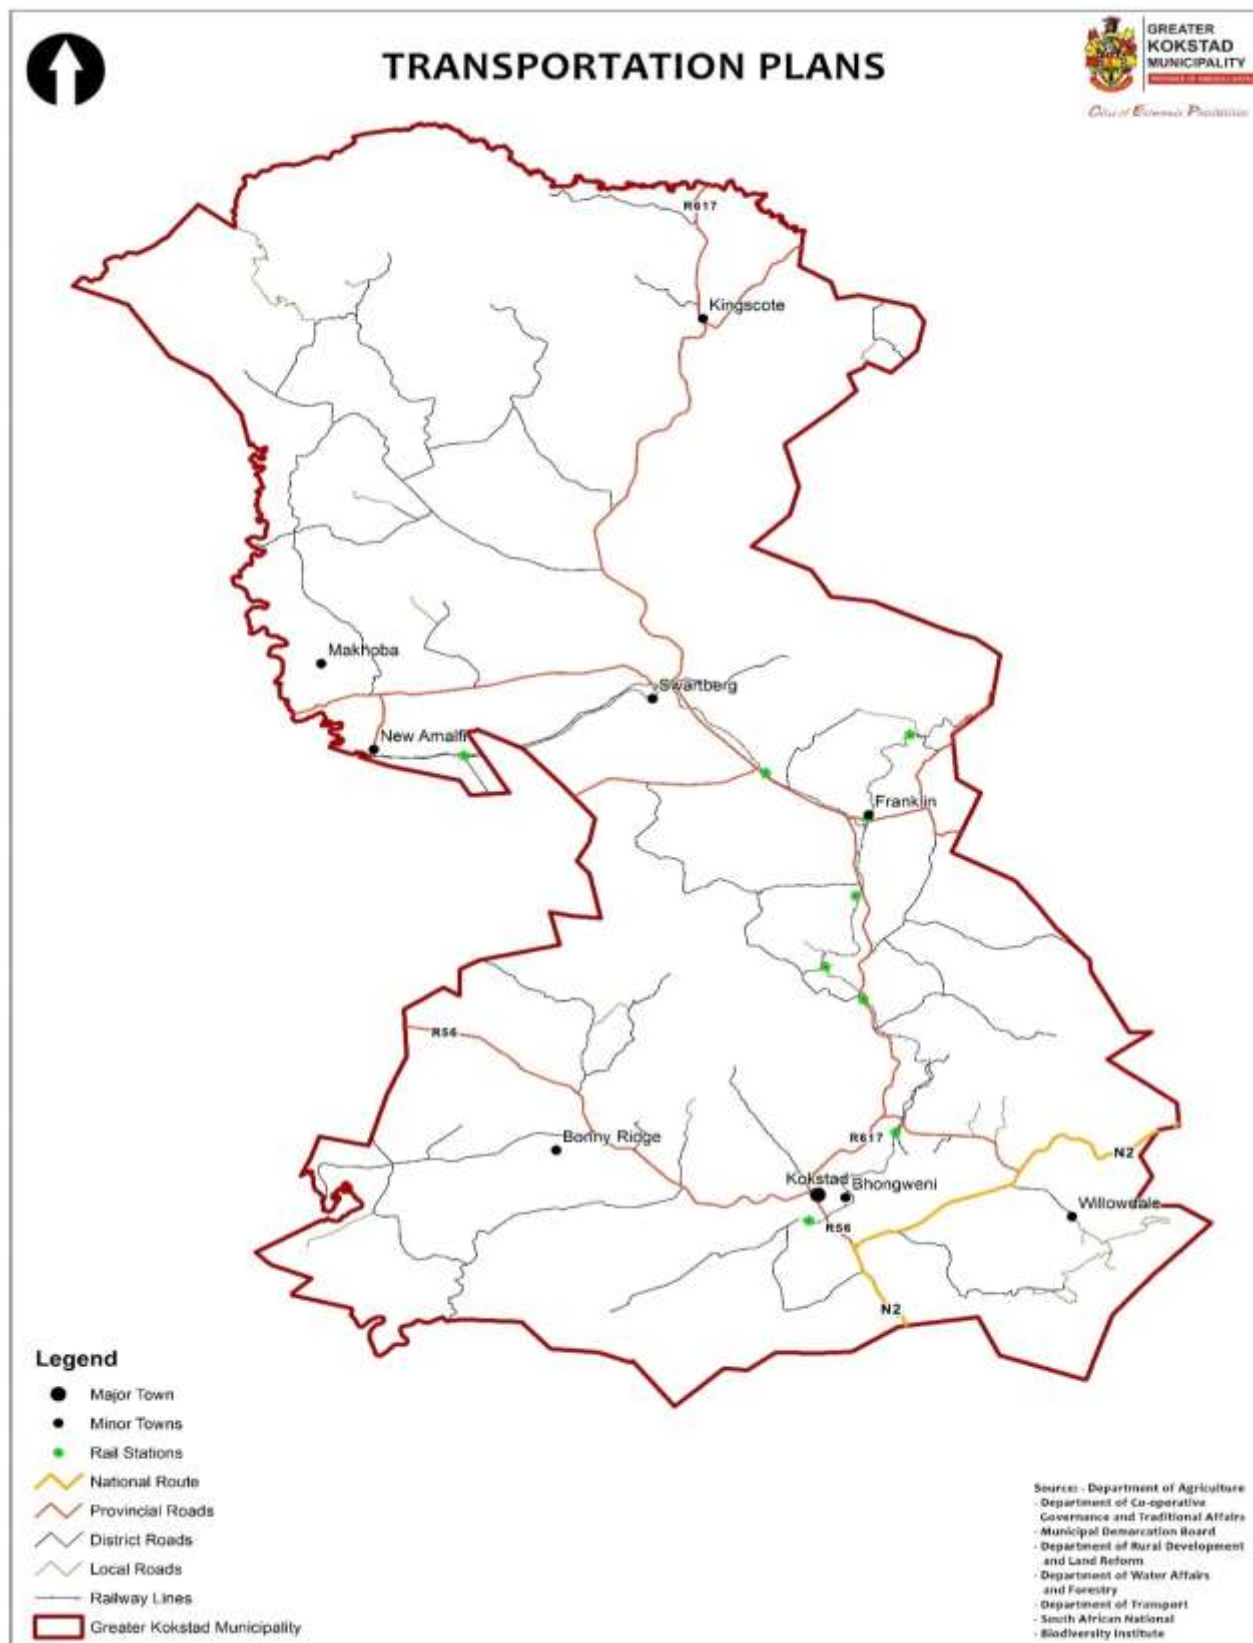 TRANSPORTATION PLANS
GREATER
KOKSTAD
MUNICIPALITY
R617
Kingscote
Makhoba
Swartberg
New Amalfi
Franklin
R56
Bonny Ridge
R617
N2
Kokstad
Bhongweni
Willowdale
R56
N2
Legend
Major Town
Minor Towns
Rail Stations
National Route
Provincial Roads
District Roads
Local Roads
Railway Lines
Greater Kokstad Municipality
Source: - Department of Agriculture
- Department of Co-operative
Governance and Traditional Affairs
- Municipal Demarcation Board
- Department of Rural Development
and Land Reform
- Department of Water Affairs
and Forestry
- Department of Transport
- South African National
- Biodiversity Institute